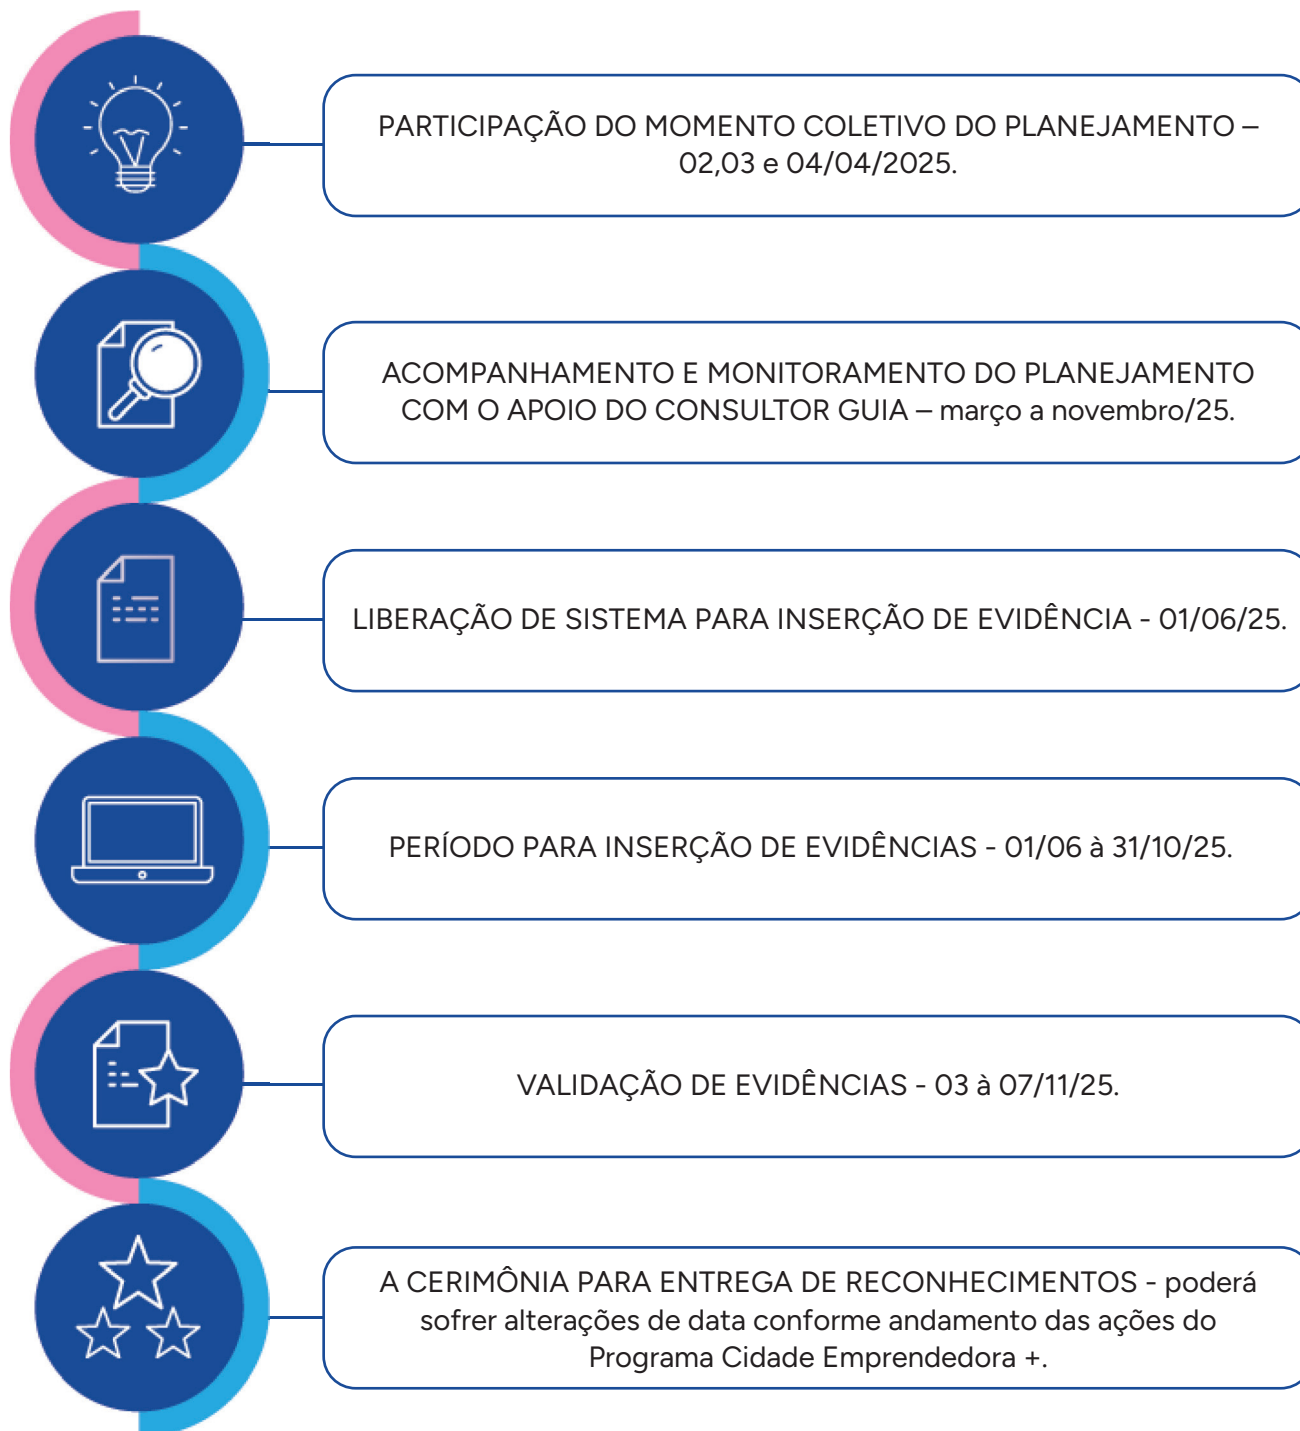 PARTICIPAÇÃO DO MOMENTO COLETIVO DO PLANEJAMENTO –
02,03 e 04/04/2025.
ACOMPANHAMENTO E MONITORAMENTO DO PLANEJAMENTO
COM O APOIO DO CONSULTOR GUIA – março a novembro/25.
LIBERAÇÃO DE SISTEMA PARA INSERÇÃO DE EVIDÊNCIA - 01/06/25.
PERÍODO PARA INSERÇÃO DE EVIDÊNCIAS - 01/06 à 31/10/25.
VALIDAÇÃO DE EVIDÊNCIAS - 03 à 07/11/25.
A CERIMÔNIA PARA ENTREGA DE RECONHECIMENTOS - poderá
sofrer alterações de data conforme andamento das ações do
Programa Cidade Emprendedora +.